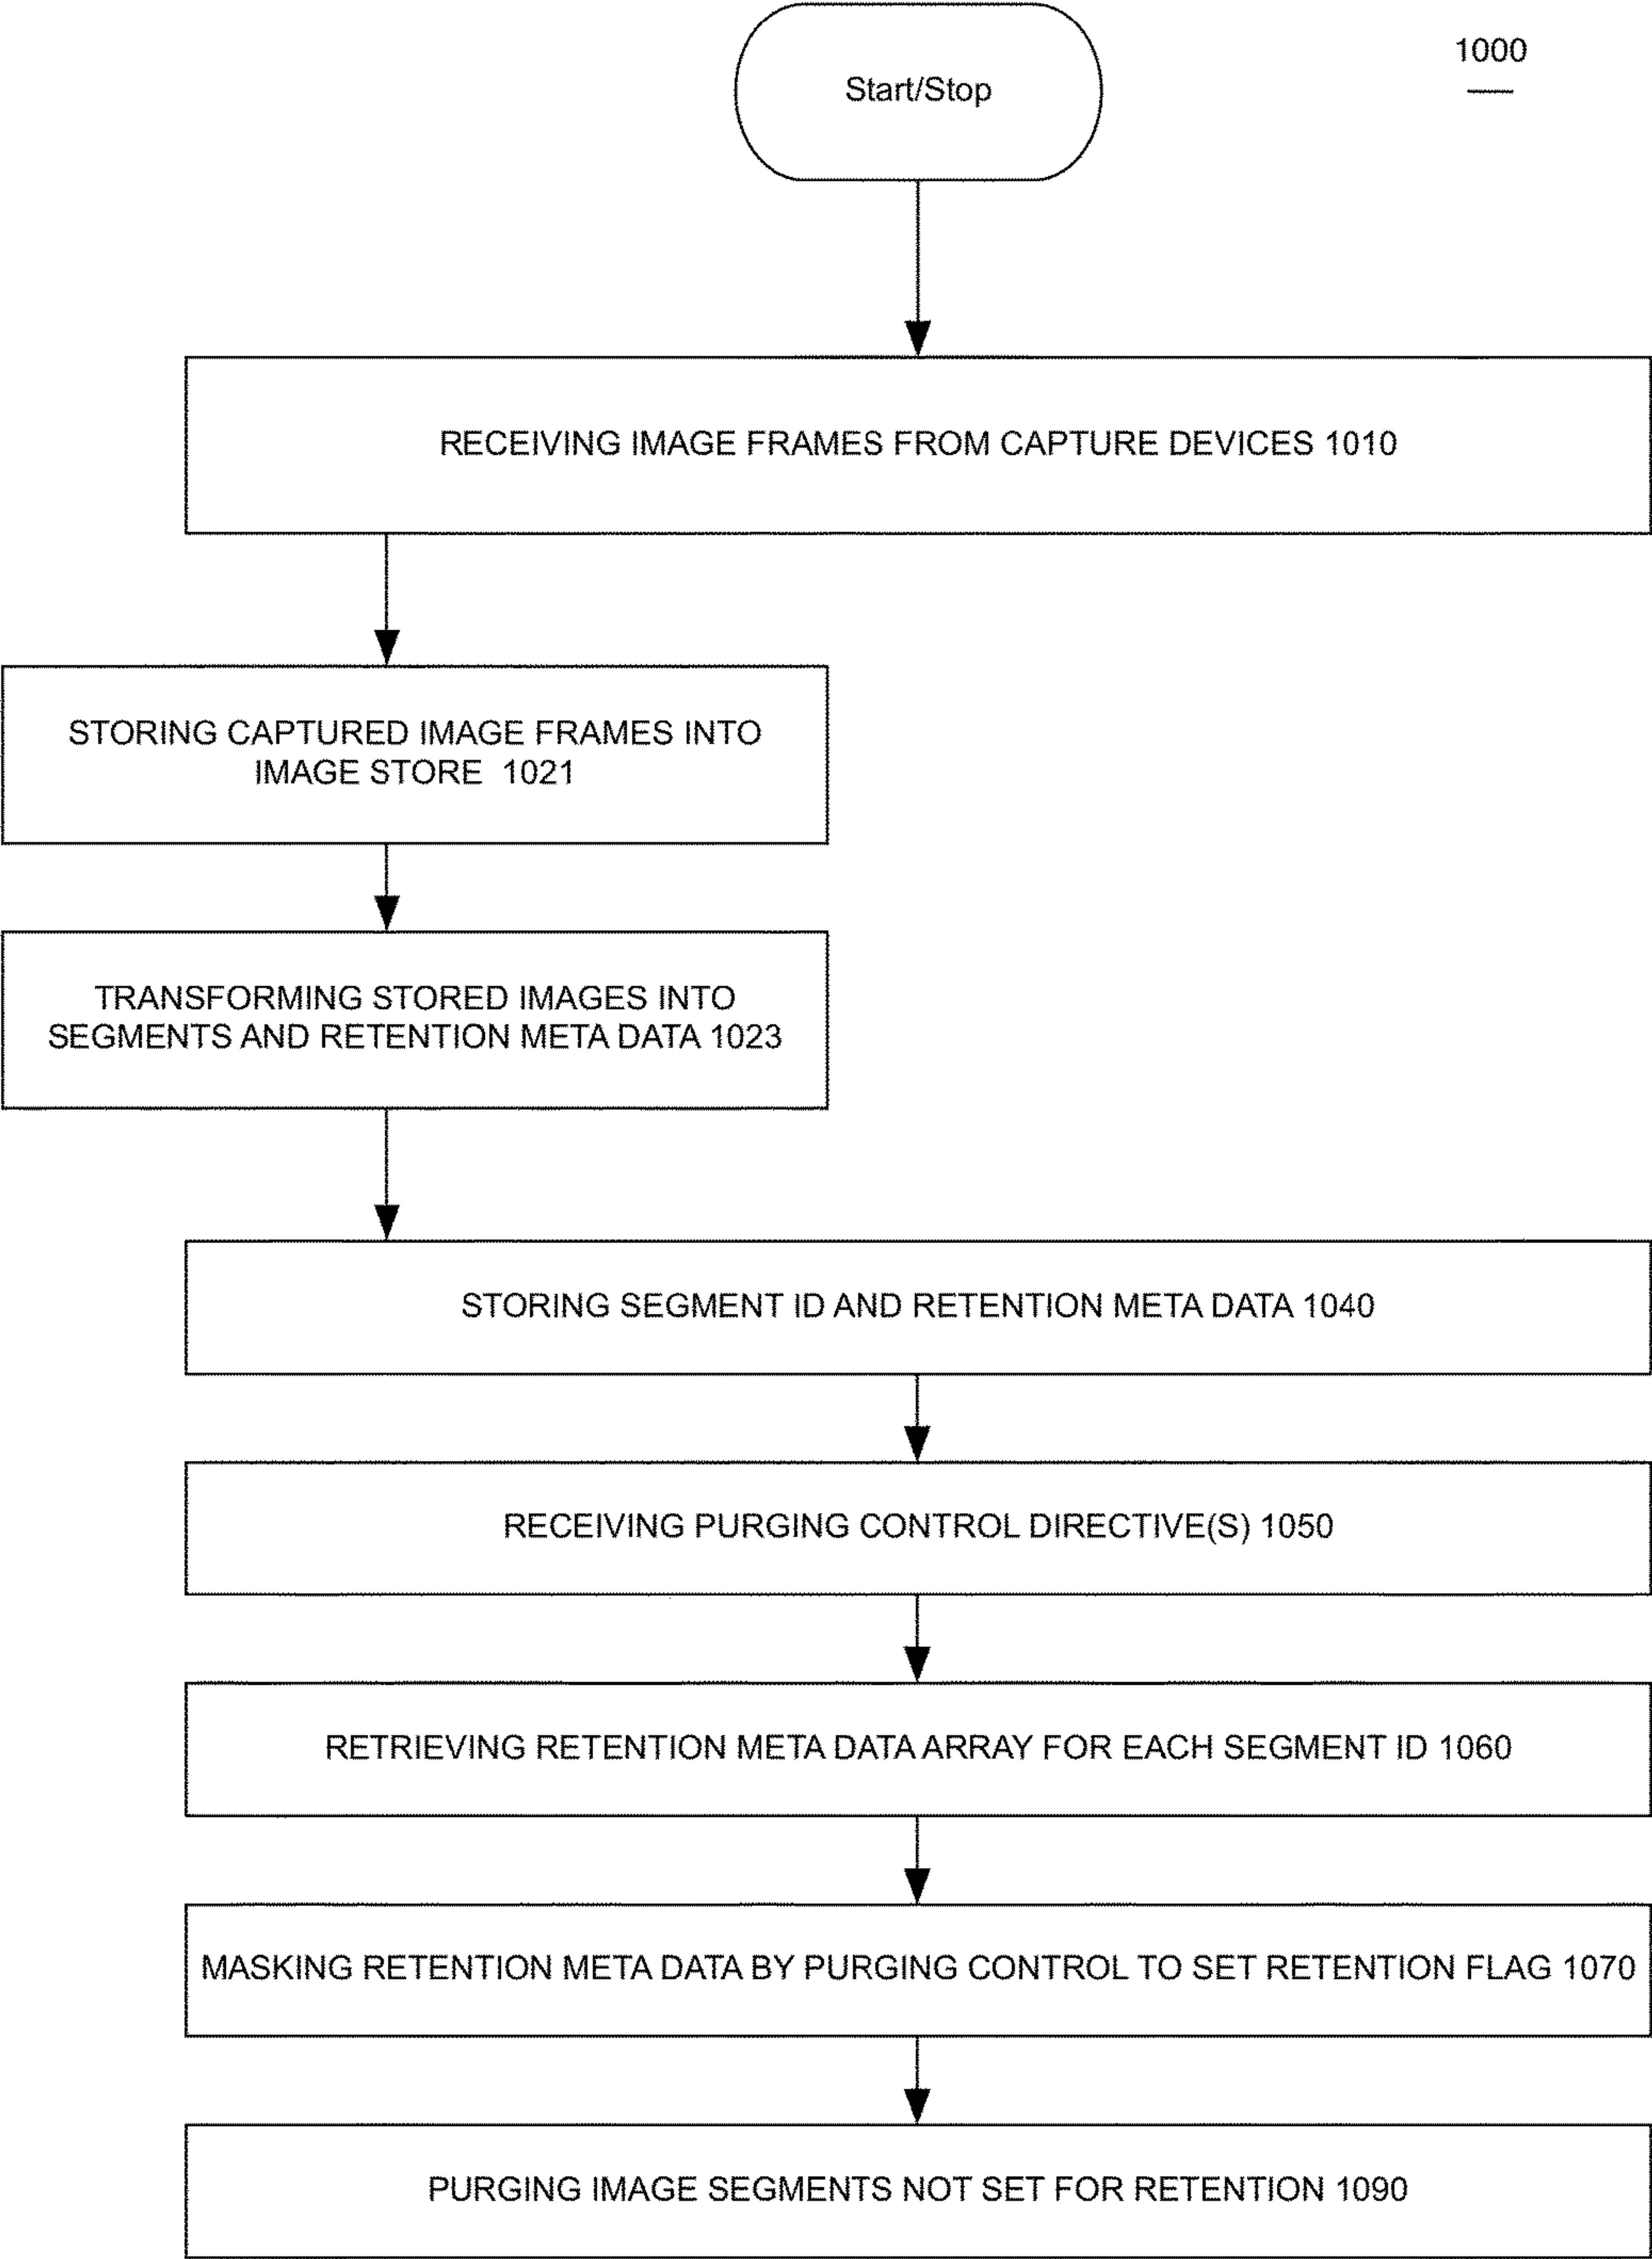 1000
Start/Stop
RECEIVING IMAGE FRAMES FROM CAPTURE DEVICES 1010
STORING CAPTURED IMAGE FRAMES INTO
IMAGE STORE 1021
TRANSFORMING STORED IMAGES INTO
SEGMENTS AND RETENTION META DATA 1023
STORING SEGMENT ID AND RETENTION META DATA 1040
RECEIVING PURGING CONTROL DIRECTIVE(S) 1050
RETRIEVING RETENTION META DATA ARRAY FOR EACH SEGMENT ID 1060
MASKING RETENTION META DATA BY PURGING CONTROL TO SET RETENTION FLAG 1070
PURGING IMAGE SEGMENTS NOT SET FOR RETENTION 1090